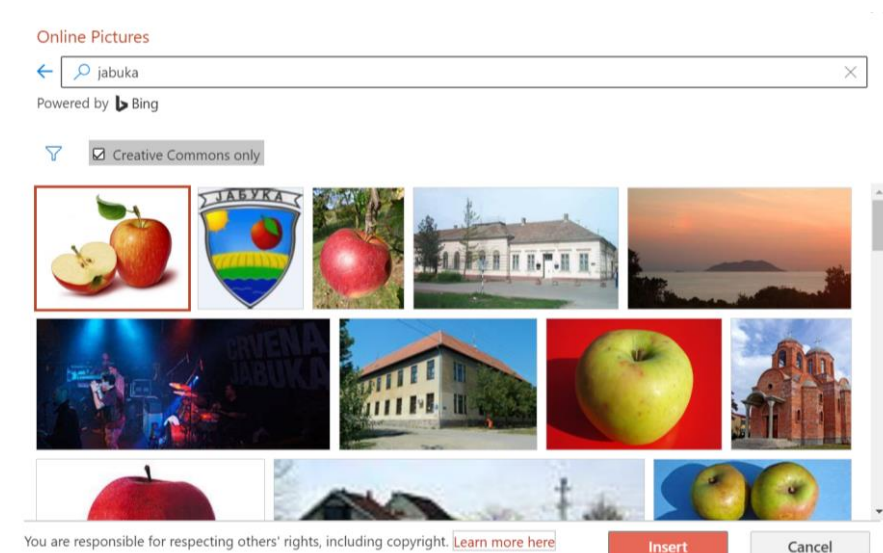 Online Pictures
jabuka
Powered by Bing
Creative Commons only
ЈАБУКА
CRVENA
JABUKA
You are responsible for respecting others' rights, including copyright. Learn more here
Insert
Cancel